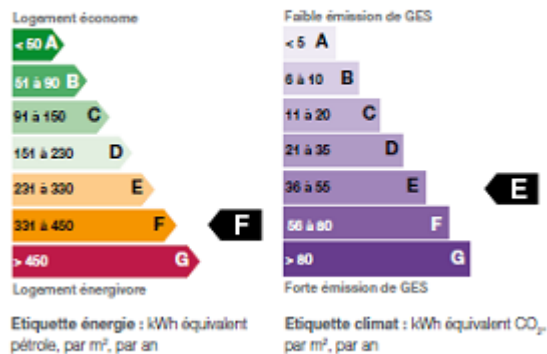 Logement économe
< 50 A
51 à 90 B
91 à 150 C
151 à 230 D
231 à 330 E
331 à 450 F
F
> 450 G
Logement énergivore
Etiquette énergie : kWh équivalent
pétrole, par m², par an
Faible émission de GES
< 5 A
6 à 10 B
11 à 20 C
21 à 35 D
36 à 55 E
E
56 à 80 F
> 80 G
Forte émission de GES
Etiquette climat : kWh équivalent CO₂,
par m², par an